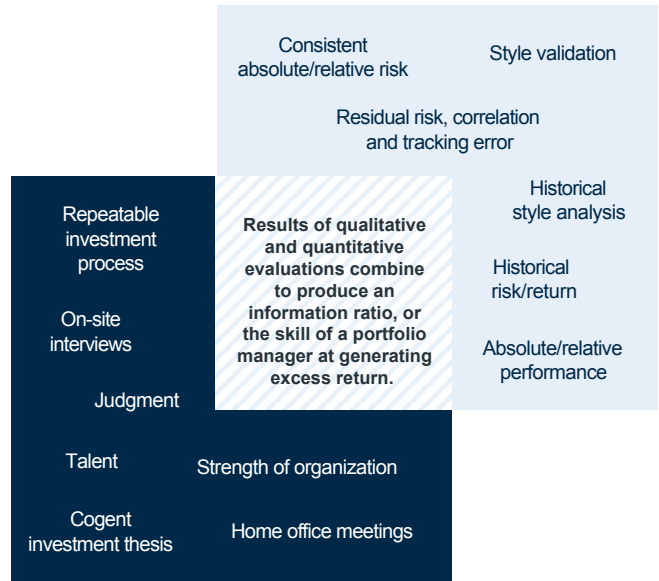 Consistent
absolute/relative risk
Style validation
Residual risk, correlation
and tracking error
Historical
style analysis
Historical
risk/return
Absolute/relative
performance
Results of qualitative
and quantitative
evaluations combine
to produce an
information ratio, or
the skill of a portfolio
manager at generating
excess return.
Repeatable
investment
process
On-site
interviews
Judgment
Talent
Strength of organization
Cogent
investment thesis
Home office meetings